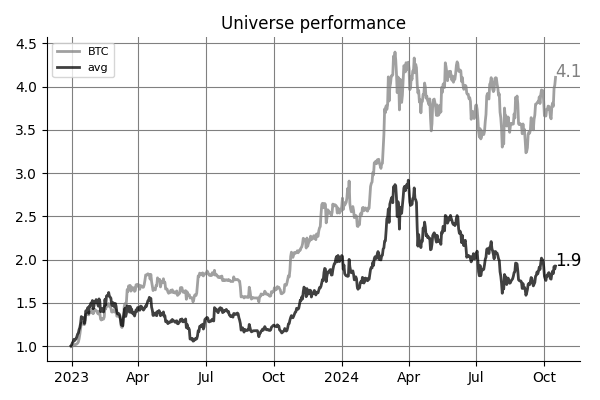 Universe performance
BTC
avg
4.5
4.0
3.5
3.0
2.5
2.0
1.5
1.0
4.1
1.9
2023
Apr
Jul
Oct
2024
Apr
Jul
Oct